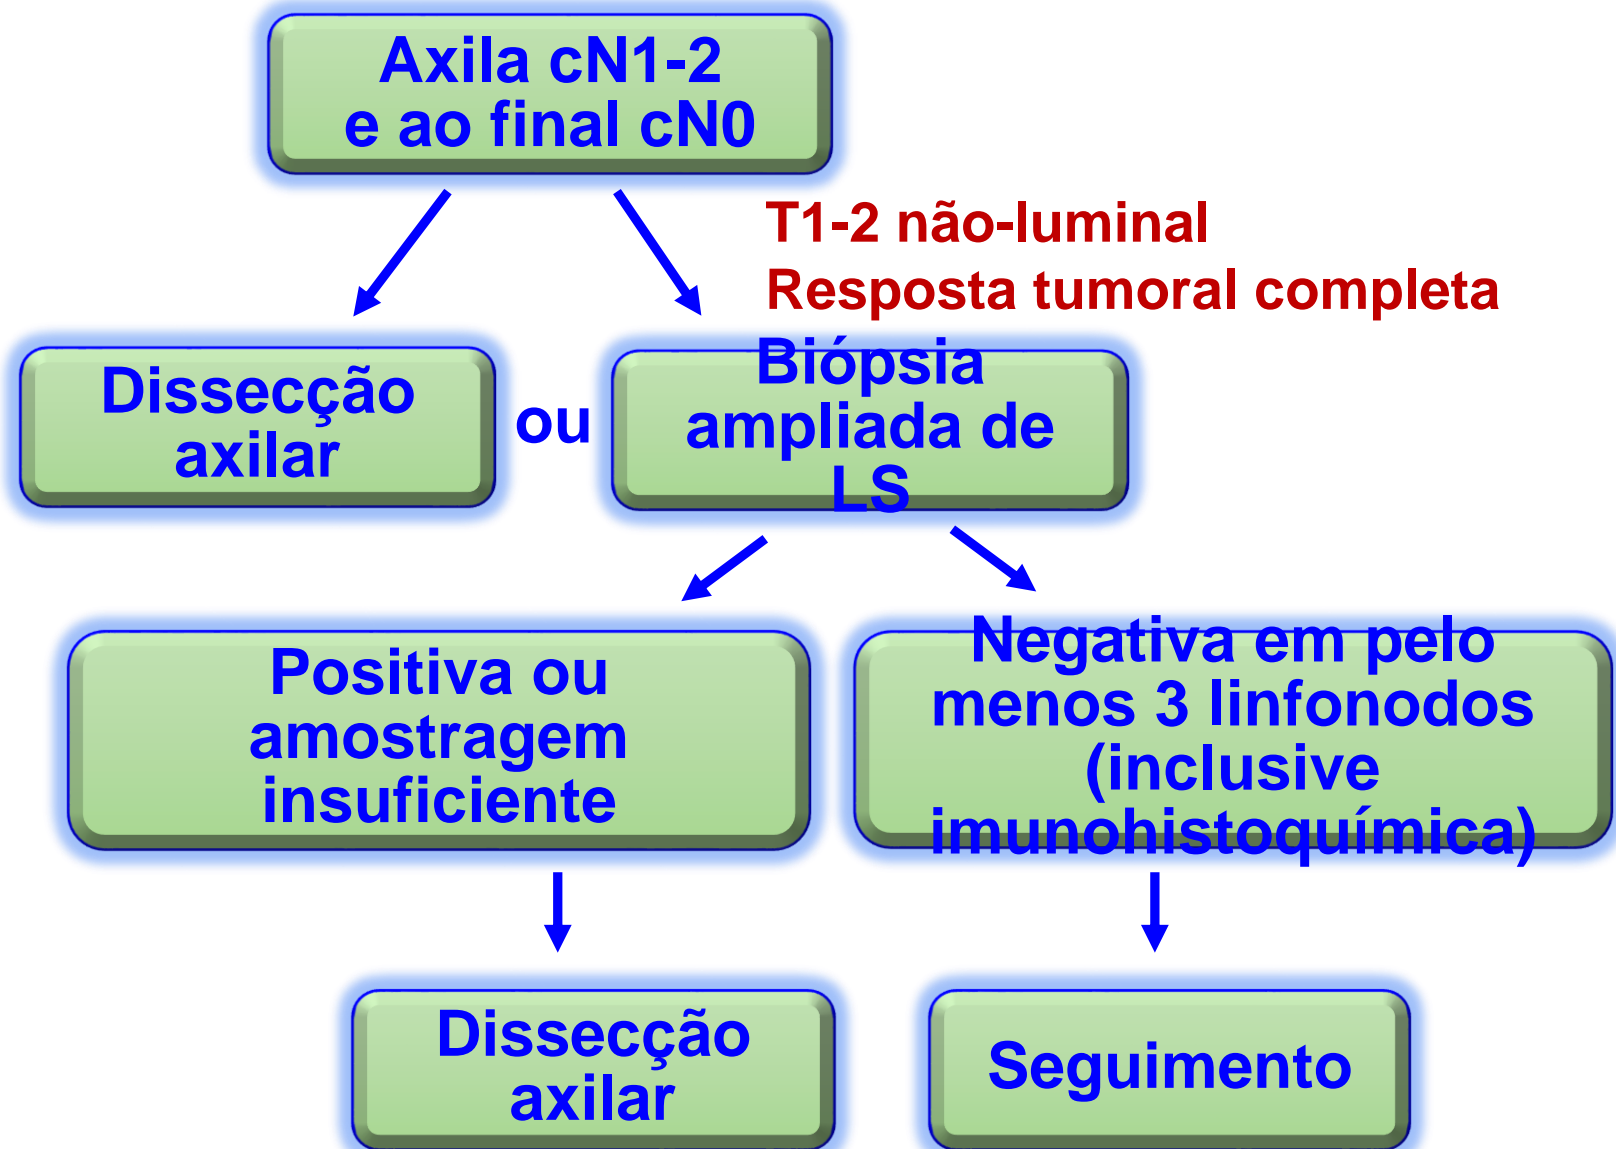 Axila cN1-2
e ao final cN0
T1-2 não-luminal
Resposta tumoral completa
Dissecção
axilar
ou
Biópsia
ampliada de
LS
Positiva ou
amostragem
insuficiente
Negativa em pelo
menos 3 linfonodos
(inclusive
imunohistoquímica)
Dissecção
axilar
Seguimento